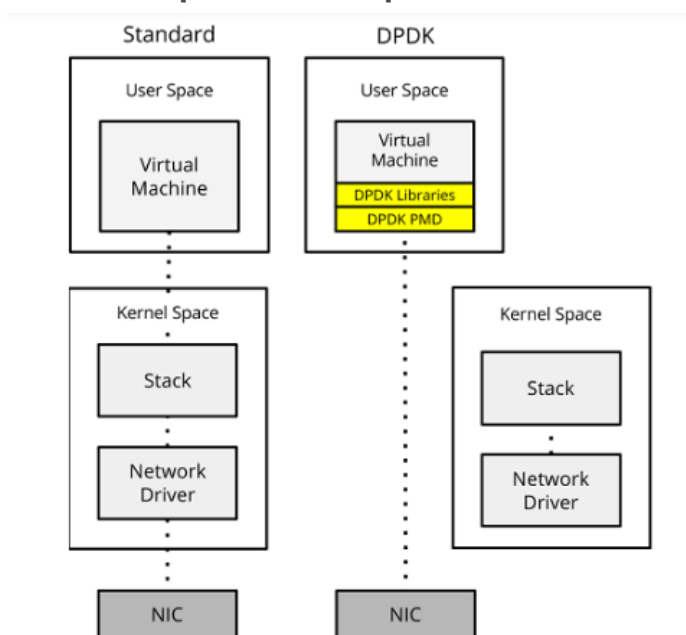 Standard
DPDK
User Space
Virtual
Machine
User Space
Virtual
Machine
DPDK Libraries
DPDK PMD
Kernel Space
Stack
Network
Driver
Kernel Space
Stack
Network
Driver
NIC
NIC